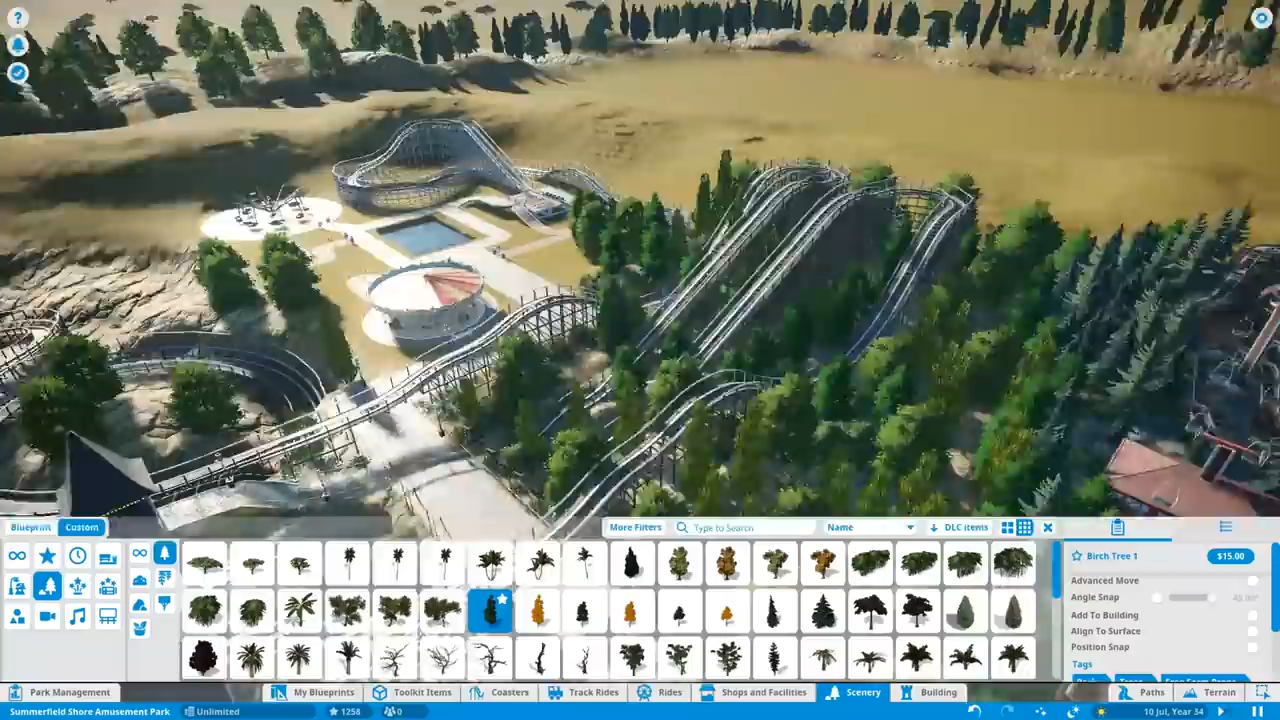 ?
Blueprint Custom More Filters Type to Search Name DLC items
Birch Tree 1 $15.00
Advanced Move
Angle Snap 45.00°
Add To Building
Align To Surface
Position Snap
Tags
Park Management My Blueprints Toolkit Items Coasters Track Rides Rides Shops and Facilities Scenery Building Paths Terrain
Summerfield Shore Amusement Park Unlimited 1258 0 10 Jul, Year 34